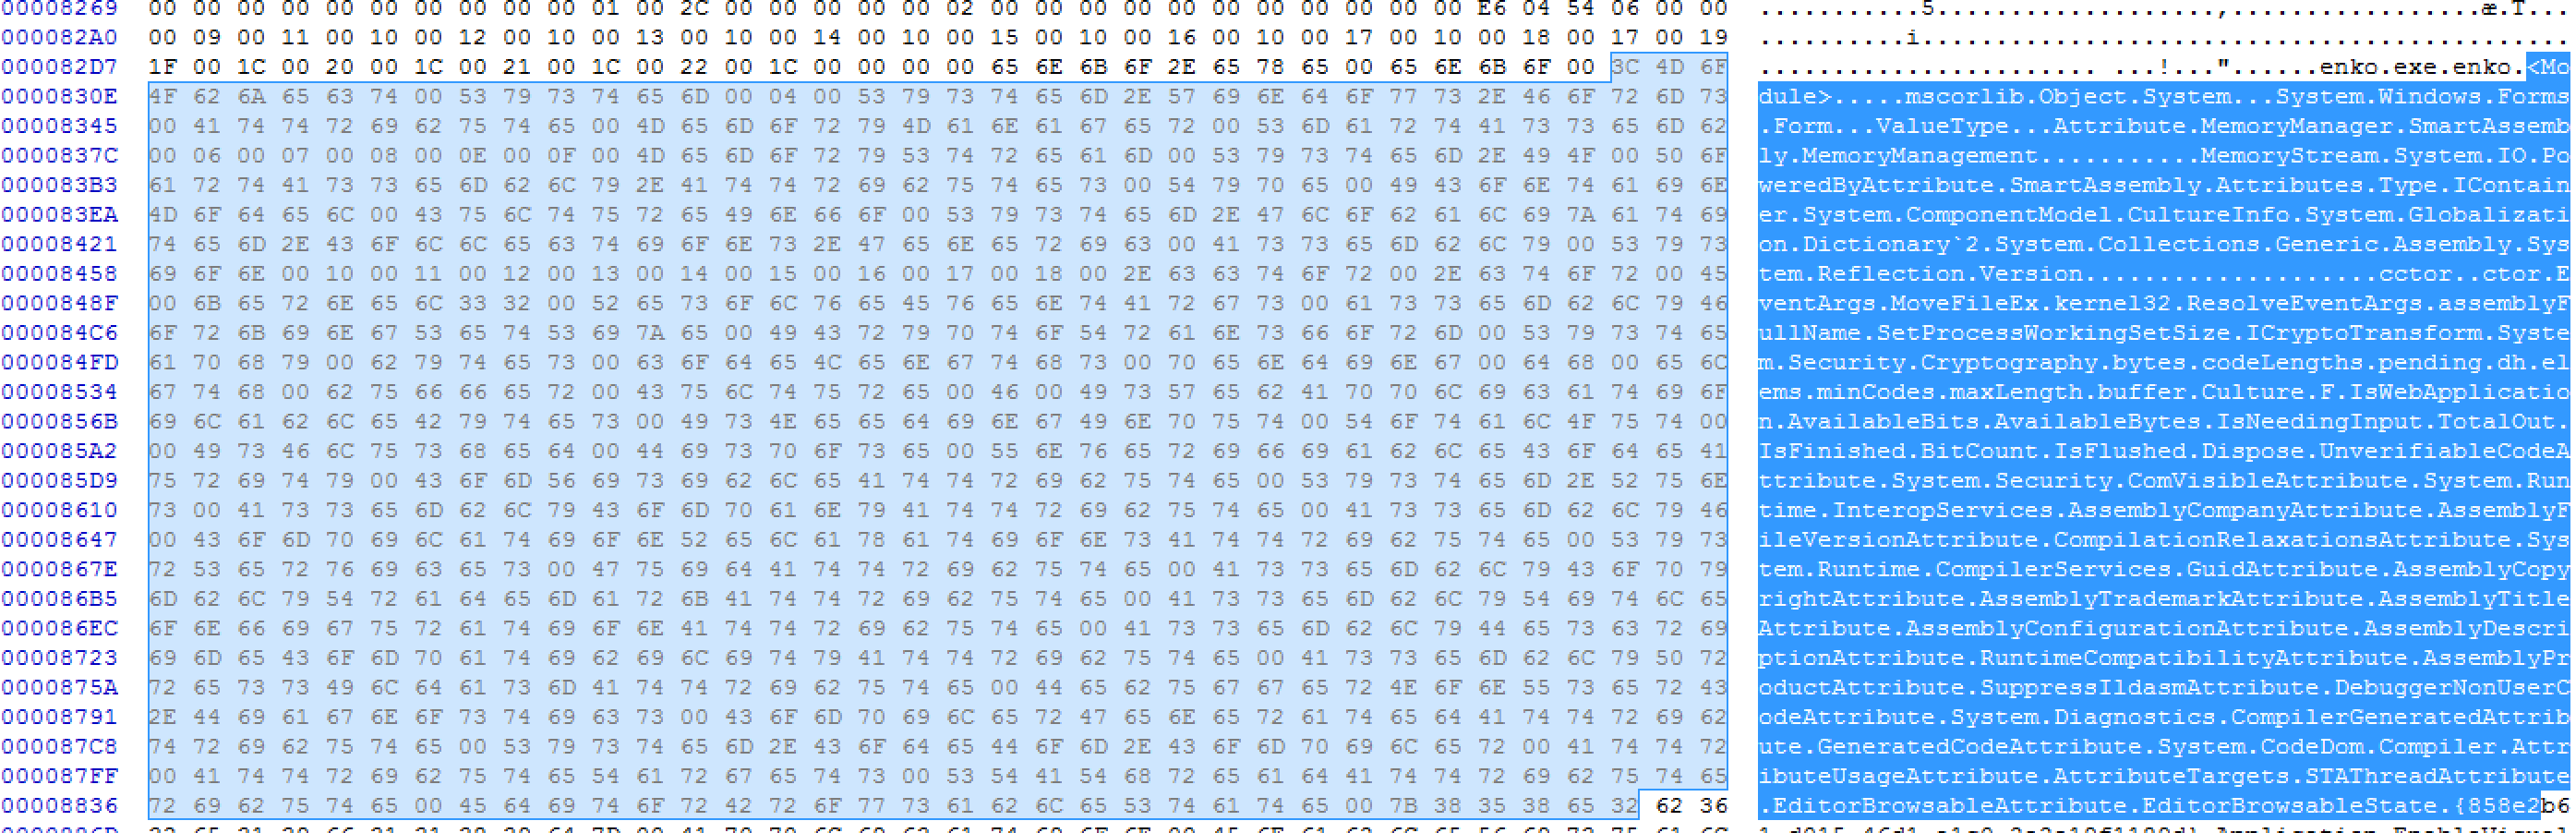 00008269 00 00 00 00 00 00 00 00 00 00 01 00 2C 00 00 00 00 00 02 00 00 00 00 00 00 00 00 00 00 00 E6 04 54 06 00 00 ...........5...................,.................æ.T...
000082A0 00 09 00 11 00 10 00 12 00 10 00 13 00 10 00 14 00 10 00 15 00 10 00 16 00 10 00 17 00 10 00 18 00 17 00 19 ..........i............................................
000082D7 1F 00 1C 00 20 00 1C 00 21 00 1C 00 22 00 1C 00 00 00 00 65 6E 6B 6F 2E 65 78 65 00 65 6E 6B 6F 00 3C 4D 6F ....................... ...!..."......enko.exe.enko.<Mo
0000830E 4F 62 6A 65 63 74 00 53 79 73 74 65 6D 00 04 00 53 79 73 74 65 6D 2E 57 69 6E 64 6F 77 73 2E 46 6F 72 6D 73 dule>.....mscorlib.Object.System...System.Windows.Forms
00008345 00 41 74 74 72 69 62 75 74 65 00 4D 65 6D 6F 72 79 4D 61 6E 61 67 65 72 00 53 6D 61 72 74 41 73 73 65 6D 62 .Form...ValueType...Attribute.MemoryManager.SmartAssemb
0000837C 00 06 00 07 00 08 00 0E 00 0F 00 4D 65 6D 6F 72 79 53 74 72 65 61 6D 00 53 79 73 74 65 6D 2E 49 4F 00 50 6F ly.MemoryManagement...........MemoryStream.System.IO.Po
000083B3 61 72 74 41 73 73 65 6D 62 6C 79 2E 41 74 74 72 69 62 75 74 65 73 00 54 79 70 65 00 49 43 6F 6E 74 61 69 6E weredByAttribute.SmartAssembly.Attributes.Type.IContain
000083EA 4D 6F 64 65 6C 00 43 75 6C 74 75 72 65 49 6E 66 6F 00 53 79 73 74 65 6D 2E 47 6C 6F 62 61 6C 69 7A 61 74 69 er.System.ComponentModel.CultureInfo.System.Globalizati
00008421 74 65 6D 2E 43 6F 6C 6C 65 63 74 69 6F 6E 73 2E 47 65 6E 65 72 69 63 00 41 73 73 65 6D 62 6C 79 00 53 79 73 on.Dictionary`2.System.Collections.Generic.Assembly.Sys
00008458 69 6F 6E 00 10 00 11 00 12 00 13 00 14 00 15 00 16 00 17 00 18 00 2E 63 63 74 6F 72 00 2E 63 74 6F 72 00 45 tem.Reflection.Version....................cctor..ctor.E
0000848F 00 6B 65 72 6E 65 6C 33 32 00 52 65 73 6F 6C 76 65 45 76 65 6E 74 41 72 67 73 00 61 73 73 65 6D 62 6C 79 46 ventArgs.MoveFileEx.kernel32.ResolveEventArgs.assemblyF
000084C6 6F 72 6B 69 6E 67 53 65 74 53 69 7A 65 00 49 43 72 79 70 74 6F 54 72 61 6E 73 66 6F 72 6D 00 53 79 73 74 65 ullName.SetProcessWorkingSetSize.ICryptoTransform.Syste
000084FD 61 70 68 79 00 62 79 74 65 73 00 63 6F 64 65 4C 65 6E 67 74 68 73 00 70 65 6E 64 69 6E 67 00 64 68 00 65 6C m.Security.Cryptography.bytes.codeLengths.pending.dh.el
00008534 67 74 68 00 62 75 66 66 65 72 00 43 75 6C 74 75 72 65 00 46 00 49 73 57 65 62 41 70 70 6C 69 63 61 74 69 6F ems.minCodes.maxLength.buffer.Culture.F.IsWebApplicatio
0000856B 69 6C 61 62 6C 65 42 79 74 65 73 00 49 73 4E 65 65 64 69 6E 67 49 6E 70 75 74 00 54 6F 74 61 6C 4F 75 74 00 n.AvailableBits.AvailableBytes.IsNeedingInput.TotalOut.
000085A2 00 49 73 46 6C 75 73 68 65 64 00 44 69 73 70 6F 73 65 00 55 6E 76 65 72 69 66 69 61 62 6C 65 43 6F 64 65 41 IsFinished.BitCount.IsFlushed.Dispose.UnverifiableCodeA
000085D9 75 72 69 74 79 00 43 6F 6D 56 69 73 69 62 6C 65 41 74 74 72 69 62 75 74 65 00 53 79 73 74 65 6D 2E 52 75 6E ttribute.System.Security.ComVisibleAttribute.System.Run
00008610 73 00 41 73 73 65 6D 62 6C 79 43 6F 6D 70 61 6E 79 41 74 74 72 69 62 75 74 65 00 41 73 73 65 6D 62 6C 79 46 time.InteropServices.AssemblyCompanyAttribute.AssemblyF
00008647 00 43 6F 6D 70 69 6C 61 74 69 6F 6E 52 65 6C 61 78 61 74 69 6F 6E 73 41 74 74 72 69 62 75 74 65 00 53 79 73 ileVersionAttribute.CompilationRelaxationsAttribute.Sys
0000867E 72 53 65 72 76 69 63 65 73 00 47 75 69 64 41 74 74 72 69 62 75 74 65 00 41 73 73 65 6D 62 6C 79 43 6F 70 79 tem.Runtime.CompilerServices.GuidAttribute.AssemblyCopy
000086B5 6D 62 6C 79 54 72 61 64 65 6D 61 72 6B 41 74 74 72 69 62 75 74 65 00 41 73 73 65 6D 62 6C 79 54 69 74 6C 65 rightAttribute.AssemblyTrademarkAttribute.AssemblyTitle
000086EC 6F 6E 66 69 67 75 72 61 74 69 6F 6E 41 74 74 72 69 62 75 74 65 00 41 73 73 65 6D 62 6C 79 44 65 73 63 72 69 Attribute.AssemblyConfigurationAttribute.AssemblyDescri
00008723 69 6D 65 43 6F 6D 70 61 74 69 62 69 6C 69 74 79 41 74 74 72 69 62 75 74 65 00 41 73 73 65 6D 62 6C 79 50 72 ptionAttribute.RuntimeCompatibilityAttribute.AssemblyPr
0000875A 72 65 73 73 49 6C 64 61 73 6D 41 74 74 72 69 62 75 74 65 00 44 65 62 75 67 67 65 72 4E 6F 6E 55 73 65 72 43 oductAttribute.SuppressIldasmAttribute.DebuggerNonUserC
00008791 2E 44 69 61 67 6E 6F 73 74 69 63 73 00 43 6F 6D 70 69 6C 65 72 47 65 6E 65 72 61 74 65 64 41 74 74 72 69 62 odeAttribute.System.Diagnostics.CompilerGeneratedAttrib
000087C8 74 72 69 62 75 74 65 00 53 79 73 74 65 6D 2E 43 6F 64 65 44 6F 6D 2E 43 6F 6D 70 69 6C 65 72 00 41 74 74 72 ute.GeneratedCodeAttribute.System.CodeDom.Compiler.Attr
000087FF 00 41 74 74 72 69 62 75 74 65 54 61 72 67 65 74 73 00 53 54 41 54 68 72 65 61 64 41 74 74 72 69 62 75 74 65 ibuteUsageAttribute.AttributeTargets.STAThreadAttribute
00008836 72 69 62 75 74 65 00 45 64 69 74 6F 72 42 72 6F 77 73 61 62 6C 65 53 74 61 74 65 00 7B 38 35 38 65 32 62 36 .EditorBrowsableAttribute.EditorBrowsableState.{858e2b6